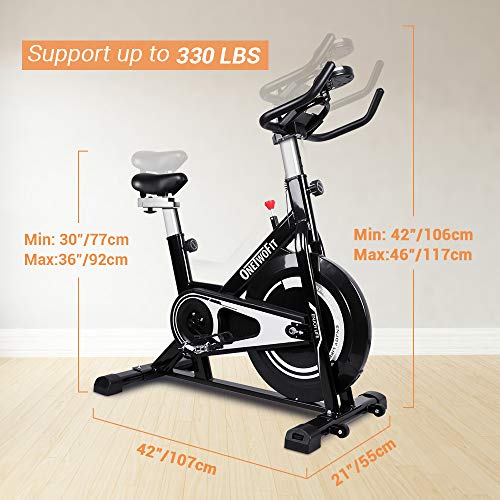 Support up to 330 LBS
Min: 30"/77cm
Max:36"/92cm
Min: 42"/106cm
Max:46"/117cm
ONETWOFIT
42"/107cm
21"/55cm